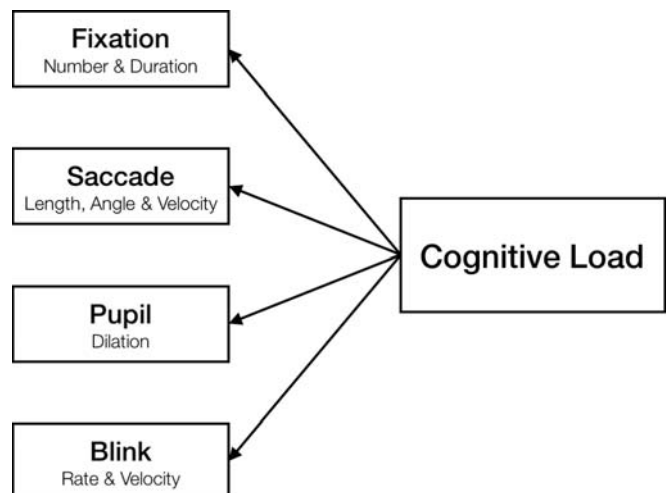 Fixation
Number & Duration
Saccade
Length, Angle & Velocity
Pupil
Dilation
Blink
Rate & Velocity
Cognitive Load